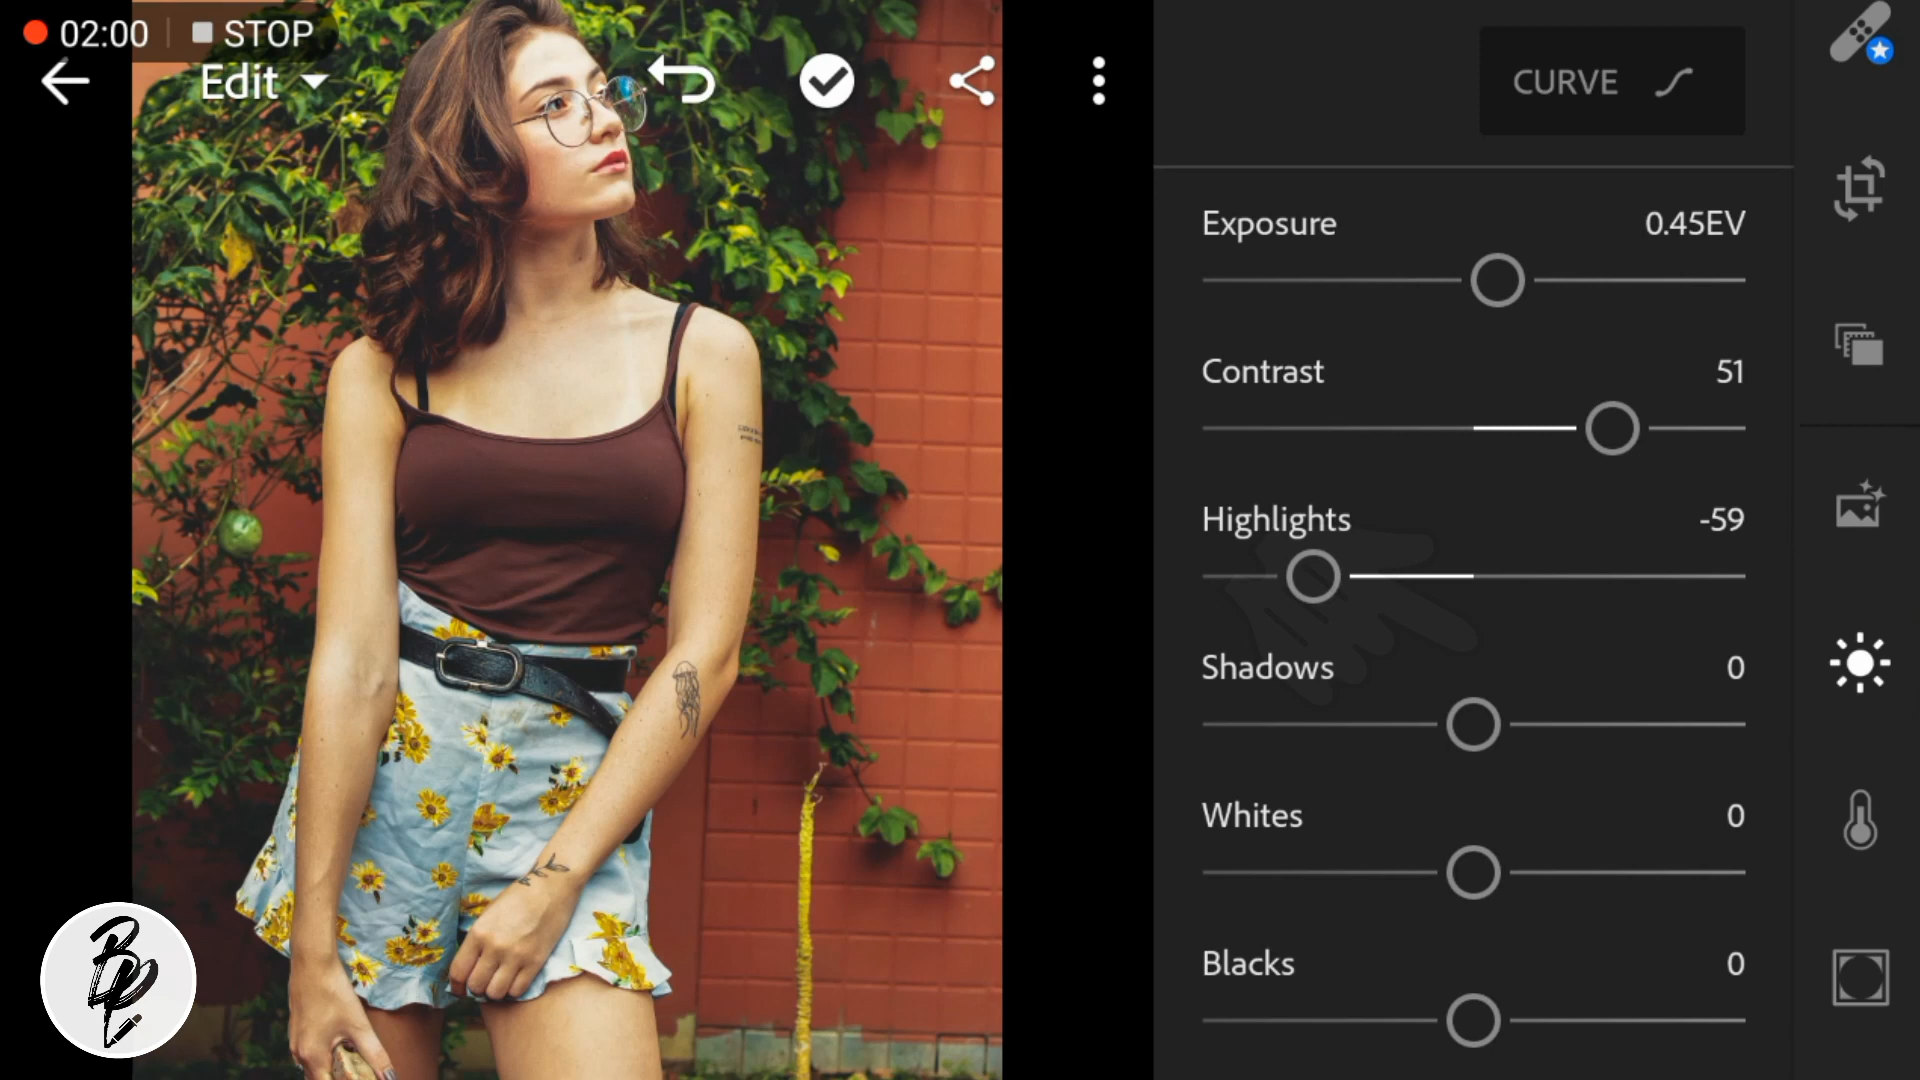 02:00 STOP
Edit
CURVE
Exposure 0.45EV
Contrast 51
Highlights -59
Shadows 0
Whites 0
Blacks 0